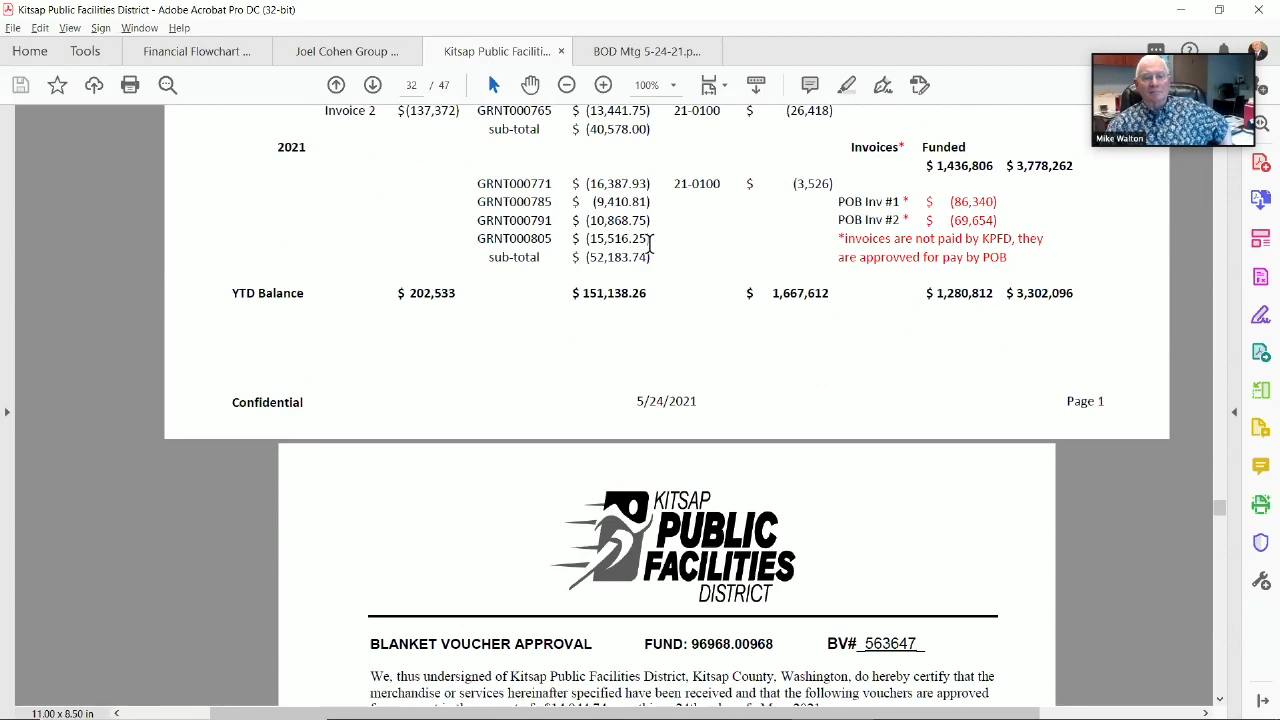 Kitsap Public Facilities District - Adobe Acrobat Pro DC (32-bit)
File Edit View Sign Window Help
Home Tools Financial Flowchart ... Joel Cohen Group ... Kitsap Public Faciliti... × BOD Mtg 5-24-21.p...
32 / 47 100%
Mike Walton
Invoice 2 $(137,372) GRNT000765 $ (13,441.75) 21-0100 $ (26,418)
sub-total $ (40,578.00)
2021 Invoices* Funded
$ 1,436,806 $ 3,778,262
GRNT000771 $ (16,387.93) 21-0100 $ (3,526)
GRNT000785 $ (9,410.81) POB Inv #1 * $ (86,340)
GRNT000791 $ (10,868.75) POB Inv #2 * $ (69,654)
GRNT000805 $ (15,516.25) *invoices are not paid by KPFD, they
sub-total $ (52,183.74) are approvved for pay by POB
YTD Balance $ 202,533 $ 151,138.26 $ 1,667,612 $ 1,280,812 $ 3,302,096
Confidential 5/24/2021 Page 1
KITSAP
PUBLIC
FACILITIES
DISTRICT
BLANKET VOUCHER APPROVAL FUND: 96968.00968 BV# 563647
We, thus undersigned of Kitsap Public Facilities District, Kitsap County, Washington, do hereby certify that the
merchandise or services hereinafter specified have been received and that the following vouchers are approved
11.00 x 8.50 in